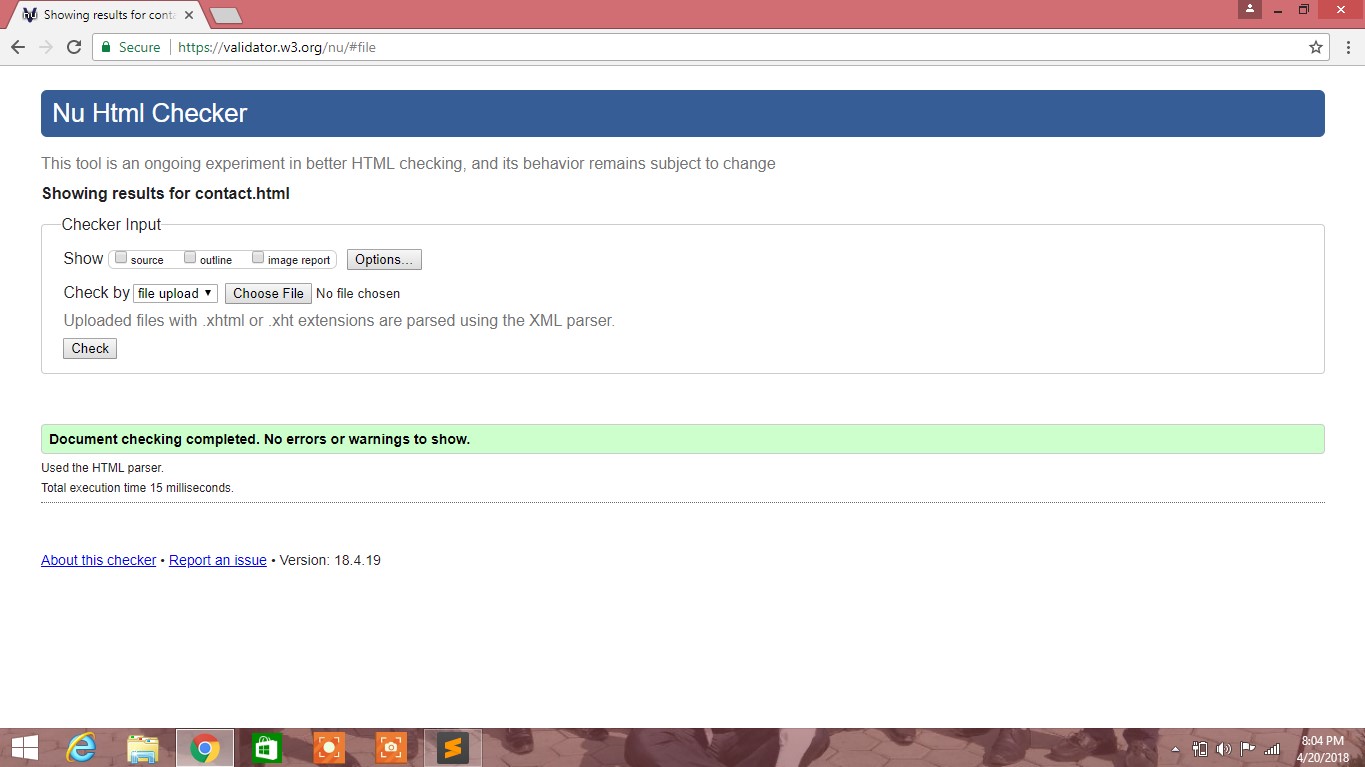 Showing results for conta
Secure https://validator.w3.org/nu/#file
Nu Html Checker
This tool is an ongoing experiment in better HTML checking, and its behavior remains subject to change
Showing results for contact.html
Checker Input
Show source outline image report Options...
Check by file upload Choose File No file chosen
Uploaded files with .xhtml or .xht extensions are parsed using the XML parser.
Check
Document checking completed. No errors or warnings to show.
Used the HTML parser.
Total execution time 15 milliseconds.
About this checker • Report an issue • Version: 18.4.19
8:04 PM
4/20/2018